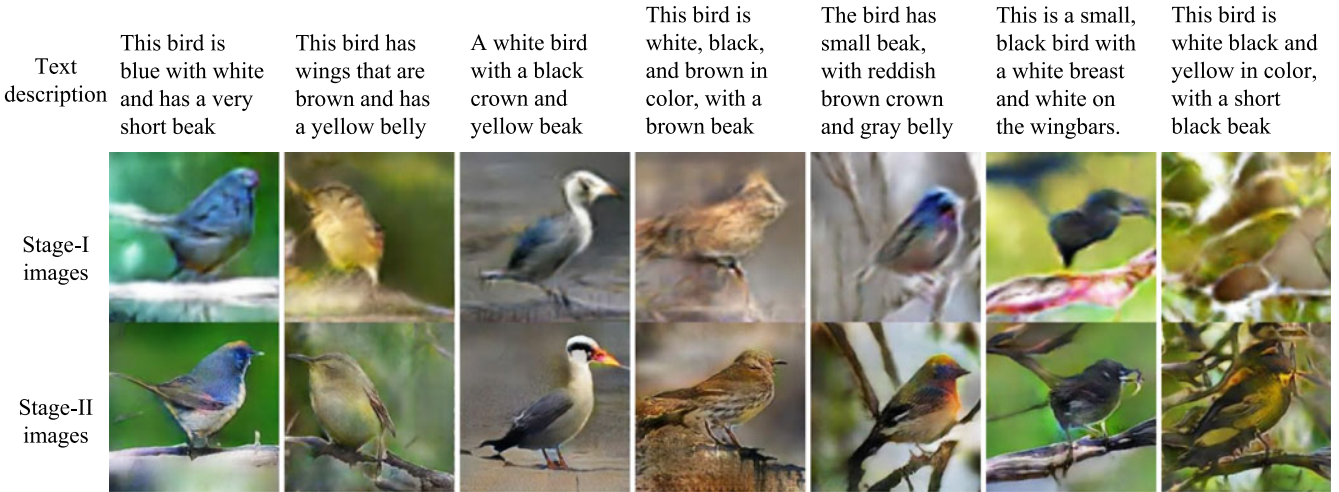 Text
description
This bird is
blue with white
and has a very
short beak
This bird has
wings that are
brown and has
a yellow belly
A white bird
with a black
crown and
yellow beak
This bird is
white, black,
and brown in
color, with a
brown beak
The bird has
small beak,
with reddish
brown crown
and gray belly
This is a small,
black bird with
a white breast
and white on
the wingbars.
This bird is
white black and
yellow in color,
with a short
black beak
Stage-I
images
Stage-II
images